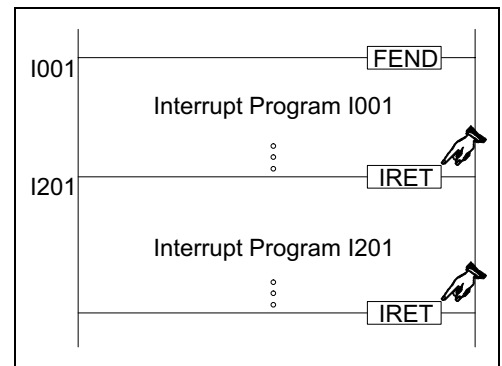 FEND
I001
Interrupt Program I001
IRET
I201
Interrupt Program I201
IRET